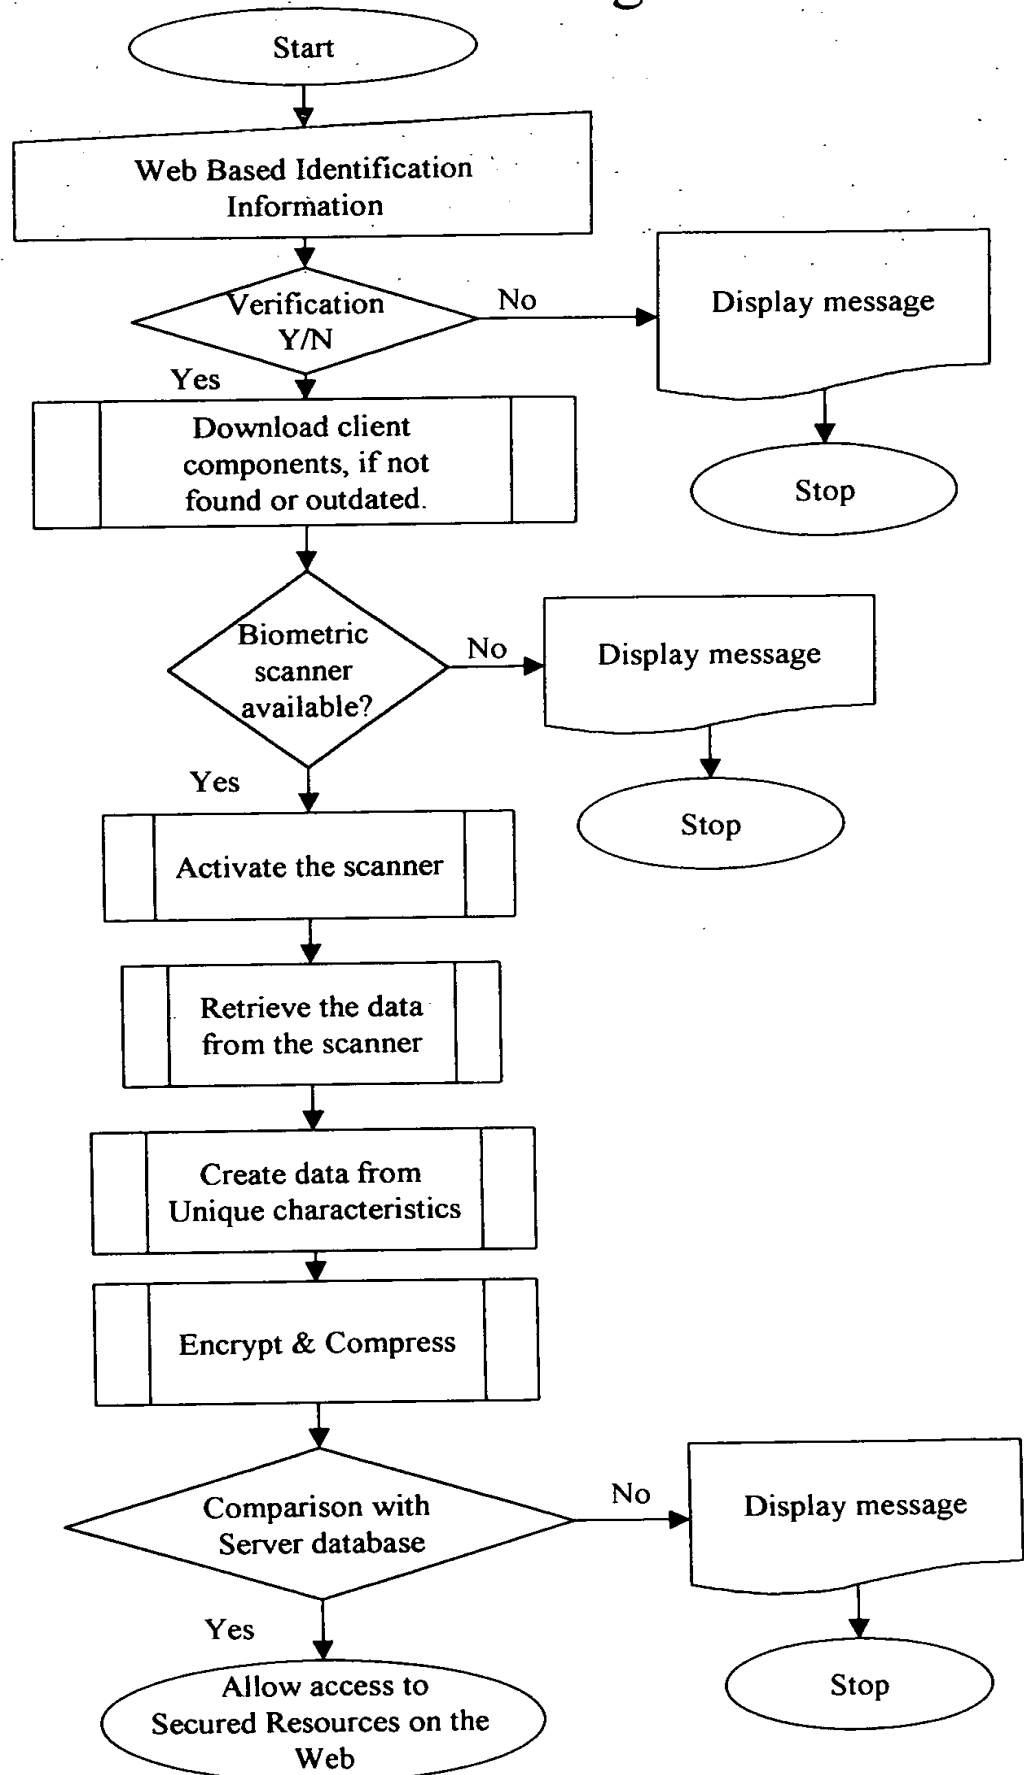 Start
Web Based Identification
Information
Verification
Y/N
No
Display message
Stop
Yes
Download client
components, if not
found or outdated.
Biometric
scanner
available?
No
Display message
Stop
Yes
Activate the scanner
Retrieve the data
from the scanner
Create data from
Unique characteristics
Encrypt & Compress
Comparison with
Server database
No
Display message
Stop
Yes
Allow access to
Secured Resources on the
Web